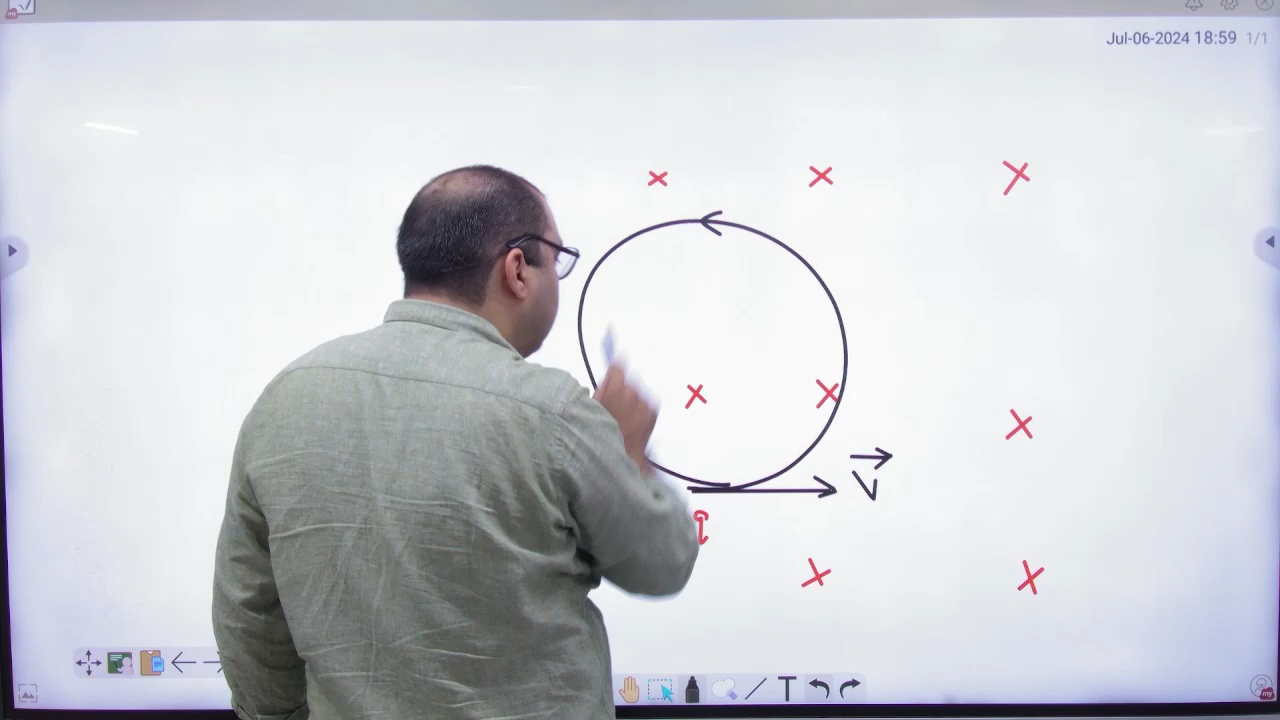 Jul-06-2024 18:59 1/1
× × ×
× × ×
V
q
× ×
T